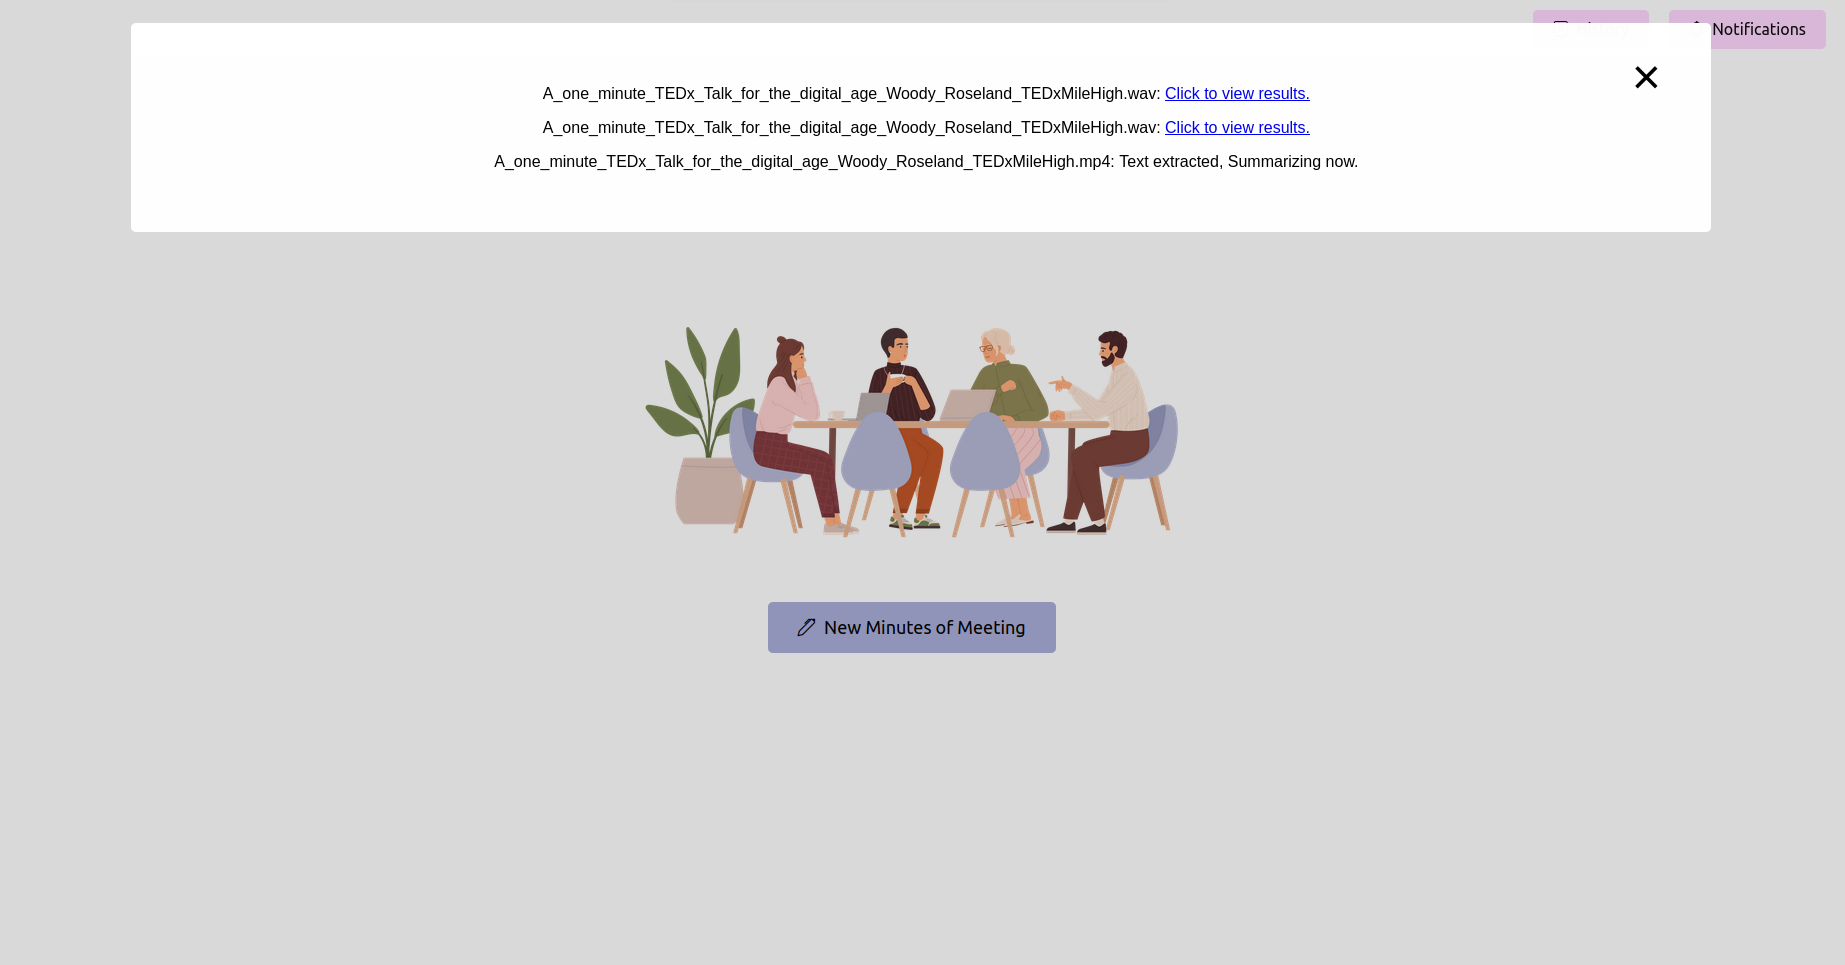 Notifications
A_one_minute_TEDx_Talk_for_the_digital_age_Woody_Roseland_TEDxMileHigh.wav: Click to view results.
A_one_minute_TEDx_Talk_for_the_digital_age_Woody_Roseland_TEDxMileHigh.wav: Click to view results.
A_one_minute_TEDx_Talk_for_the_digital_age_Woody_Roseland_TEDxMileHigh.mp4: Text extracted, Summarizing now.
New Minutes of Meeting